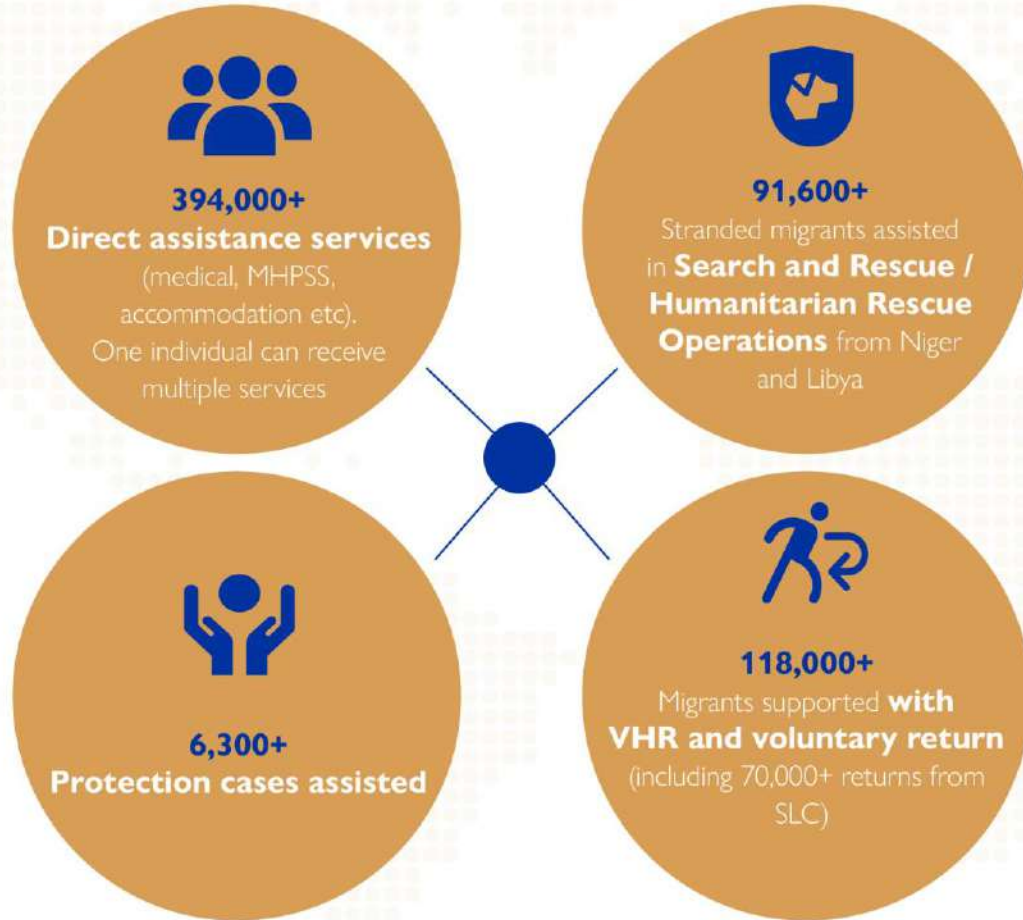 394,000+
Direct assistance services
(medical, MHPSS,
accommodation etc).
One individual can receive
multiple services
91,600+
Stranded migrants assisted
in Search and Rescue /
Humanitarian Rescue
Operations from Niger
and Libya
6,300+
Protection cases assisted
118,000+
Migrants supported with
VHR and voluntary return
(including 70,000+ returns from
SLC)